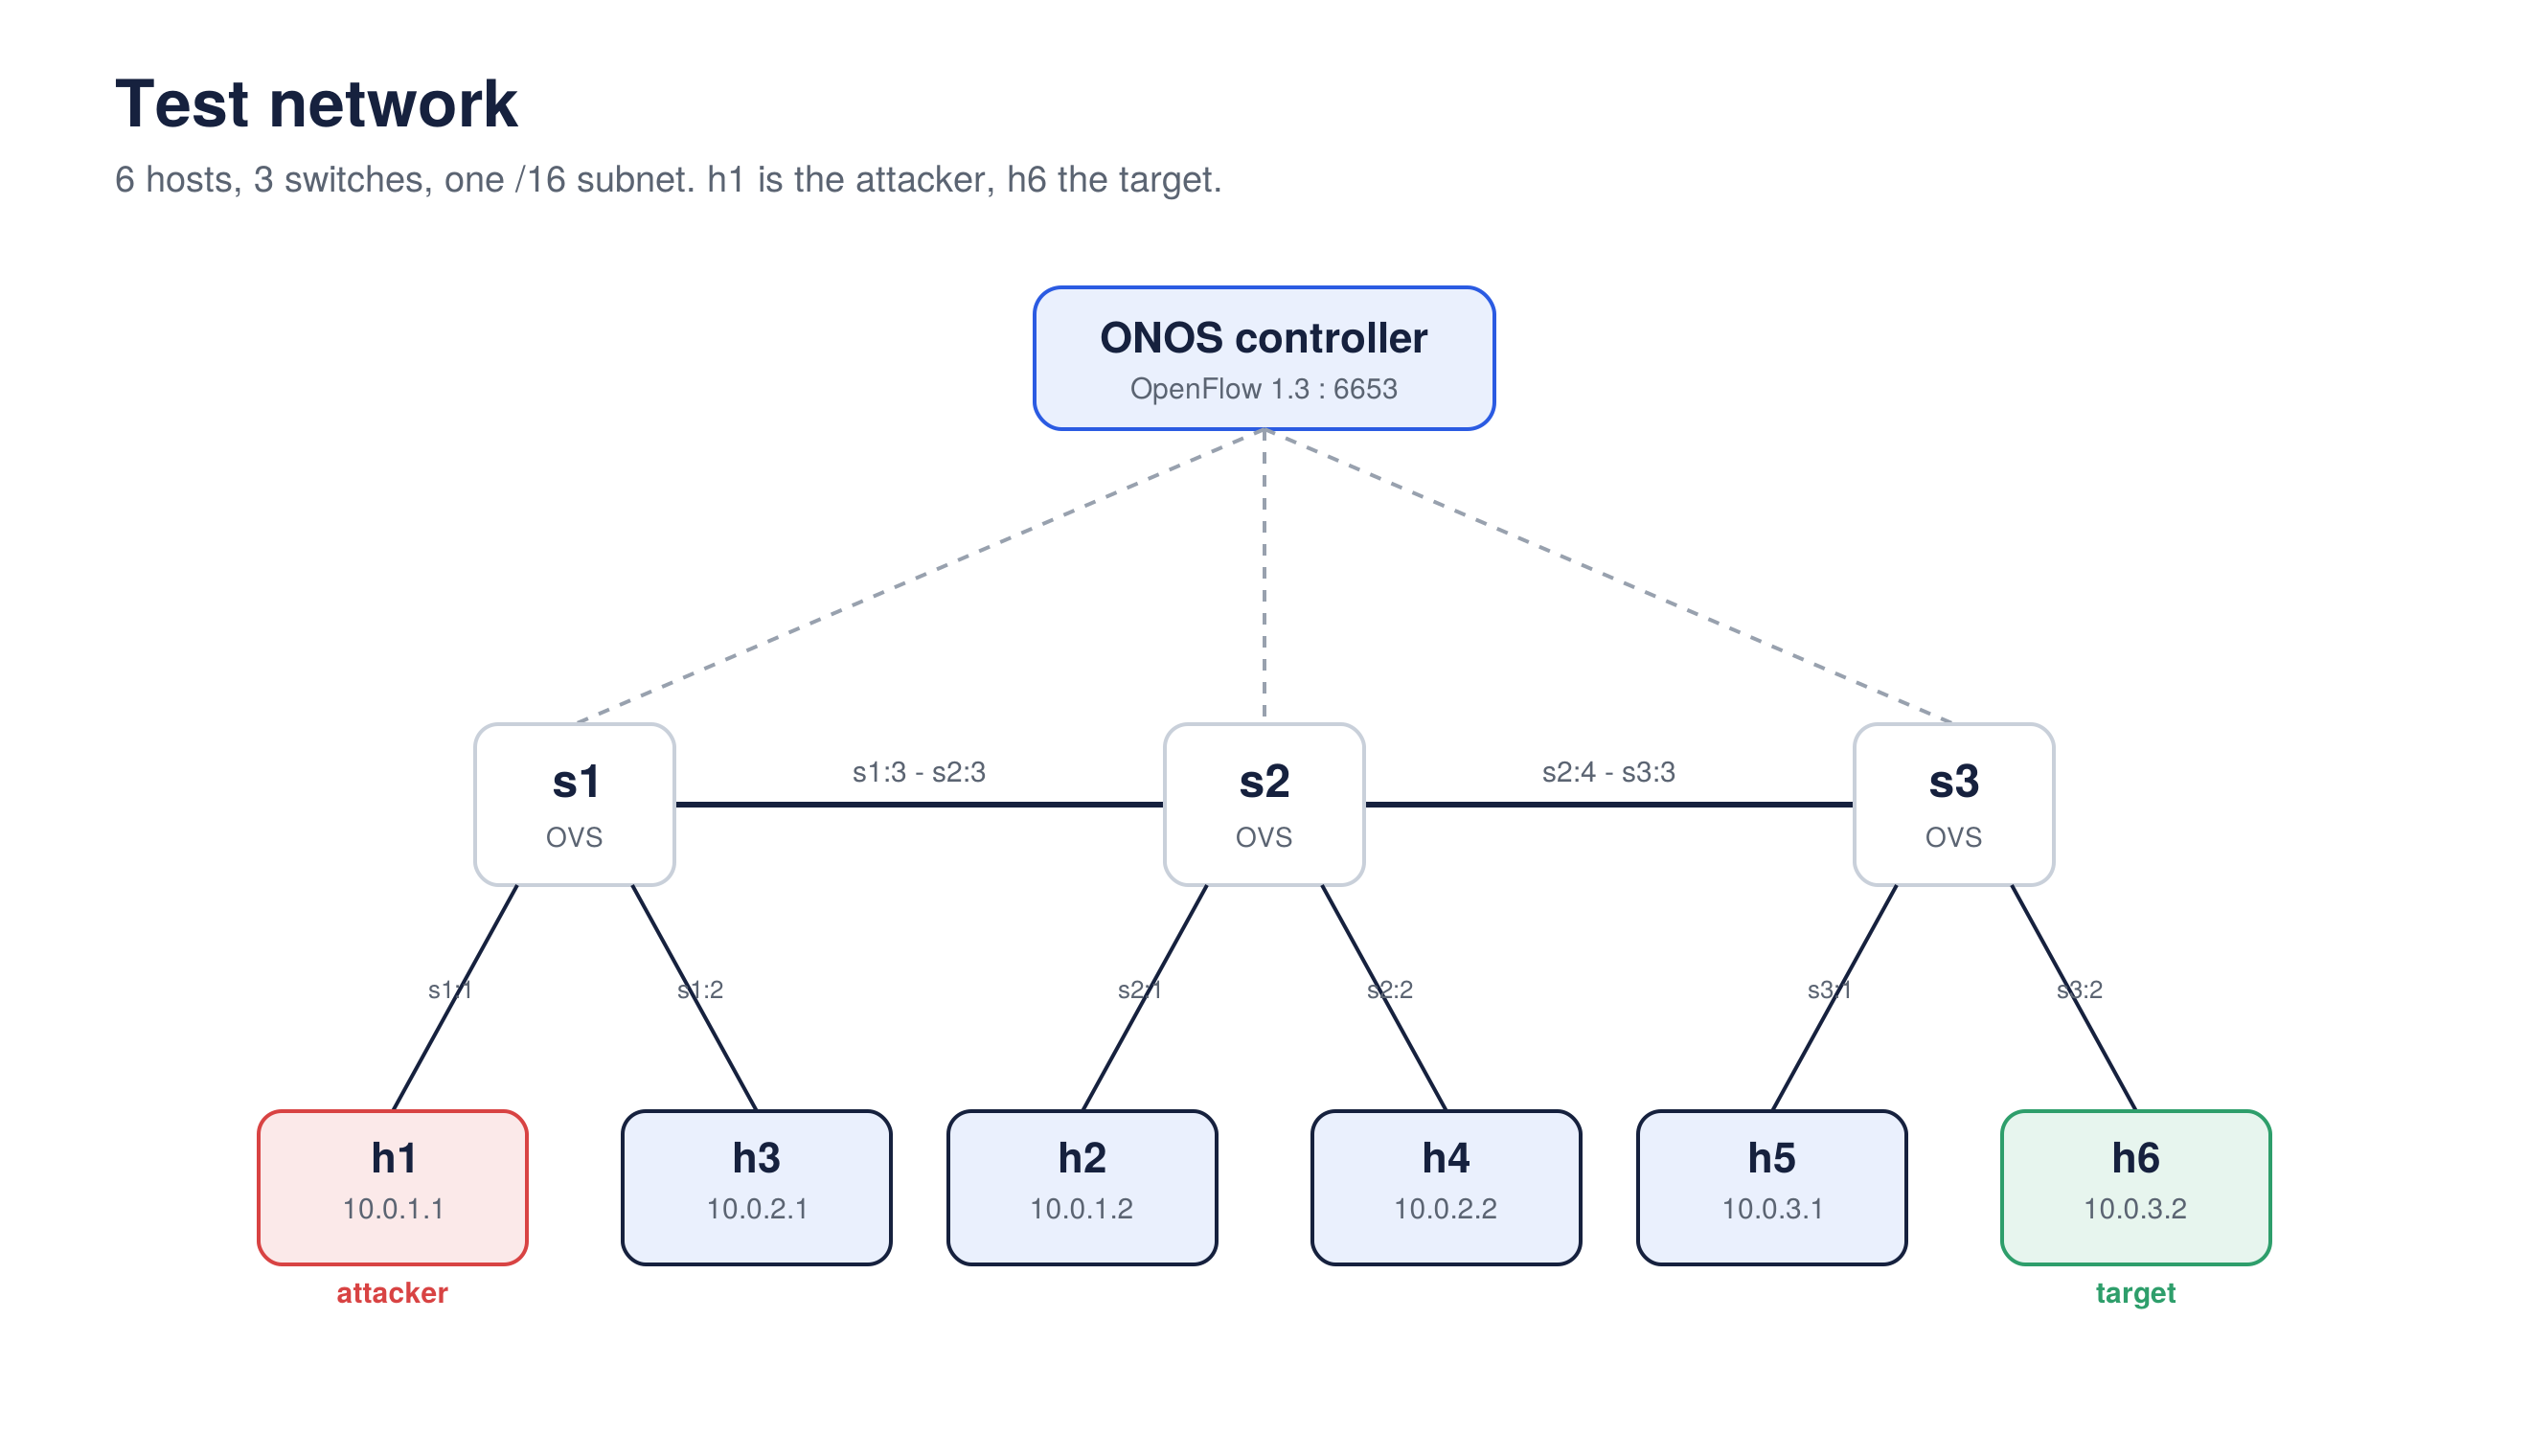 Test network
6 hosts, 3 switches, one /16 subnet. h1 is the attacker, h6 the target.
ONOS controller
OpenFlow 1.3 : 6653
s1
OVS
s1:3 - s2:3
s2
OVS
s2:4 - s3:3
s3
OVS
s1:1
s1:2
s2:1
s2:2
s3:1
s3:2
h1
10.0.1.1
attacker
h3
10.0.2.1
h2
10.0.1.2
h4
10.0.2.2
h5
10.0.3.1
h6
10.0.3.2
target